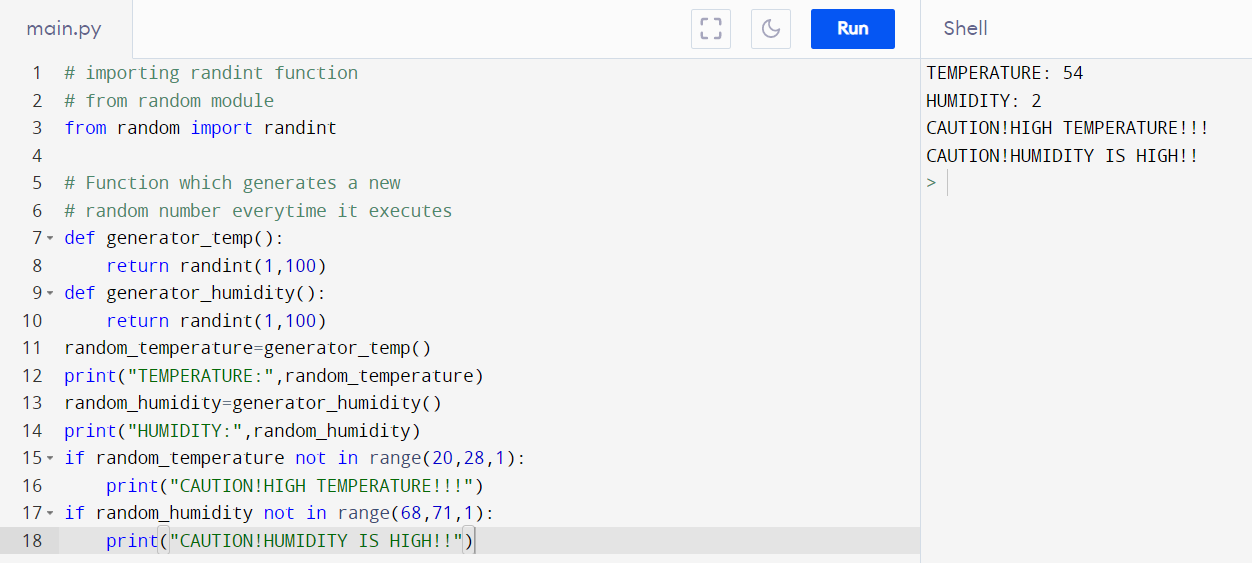 main.py
Run
Shell
1 # importing randint function
2 # from random module
3 from random import randint
4
5 # Function which generates a new
6 # random number everytime it executes
7 def generator_temp():
8     return randint(1,100)
9 def generator_humidity():
10     return randint(1,100)
11 random_temperature=generator_temp()
12 print("TEMPERATURE:",random_temperature)
13 random_humidity=generator_humidity()
14 print("HUMIDITY:",random_humidity)
15 if random_temperature not in range(20,28,1):
16     print("CAUTION!HIGH TEMPERATURE!!!")
17 if random_humidity not in range(68,71,1):
18     print("CAUTION!HUMIDITY IS HIGH!!")
TEMPERATURE: 54
HUMIDITY: 2
CAUTION!HIGH TEMPERATURE!!!
CAUTION!HUMIDITY IS HIGH!!
>